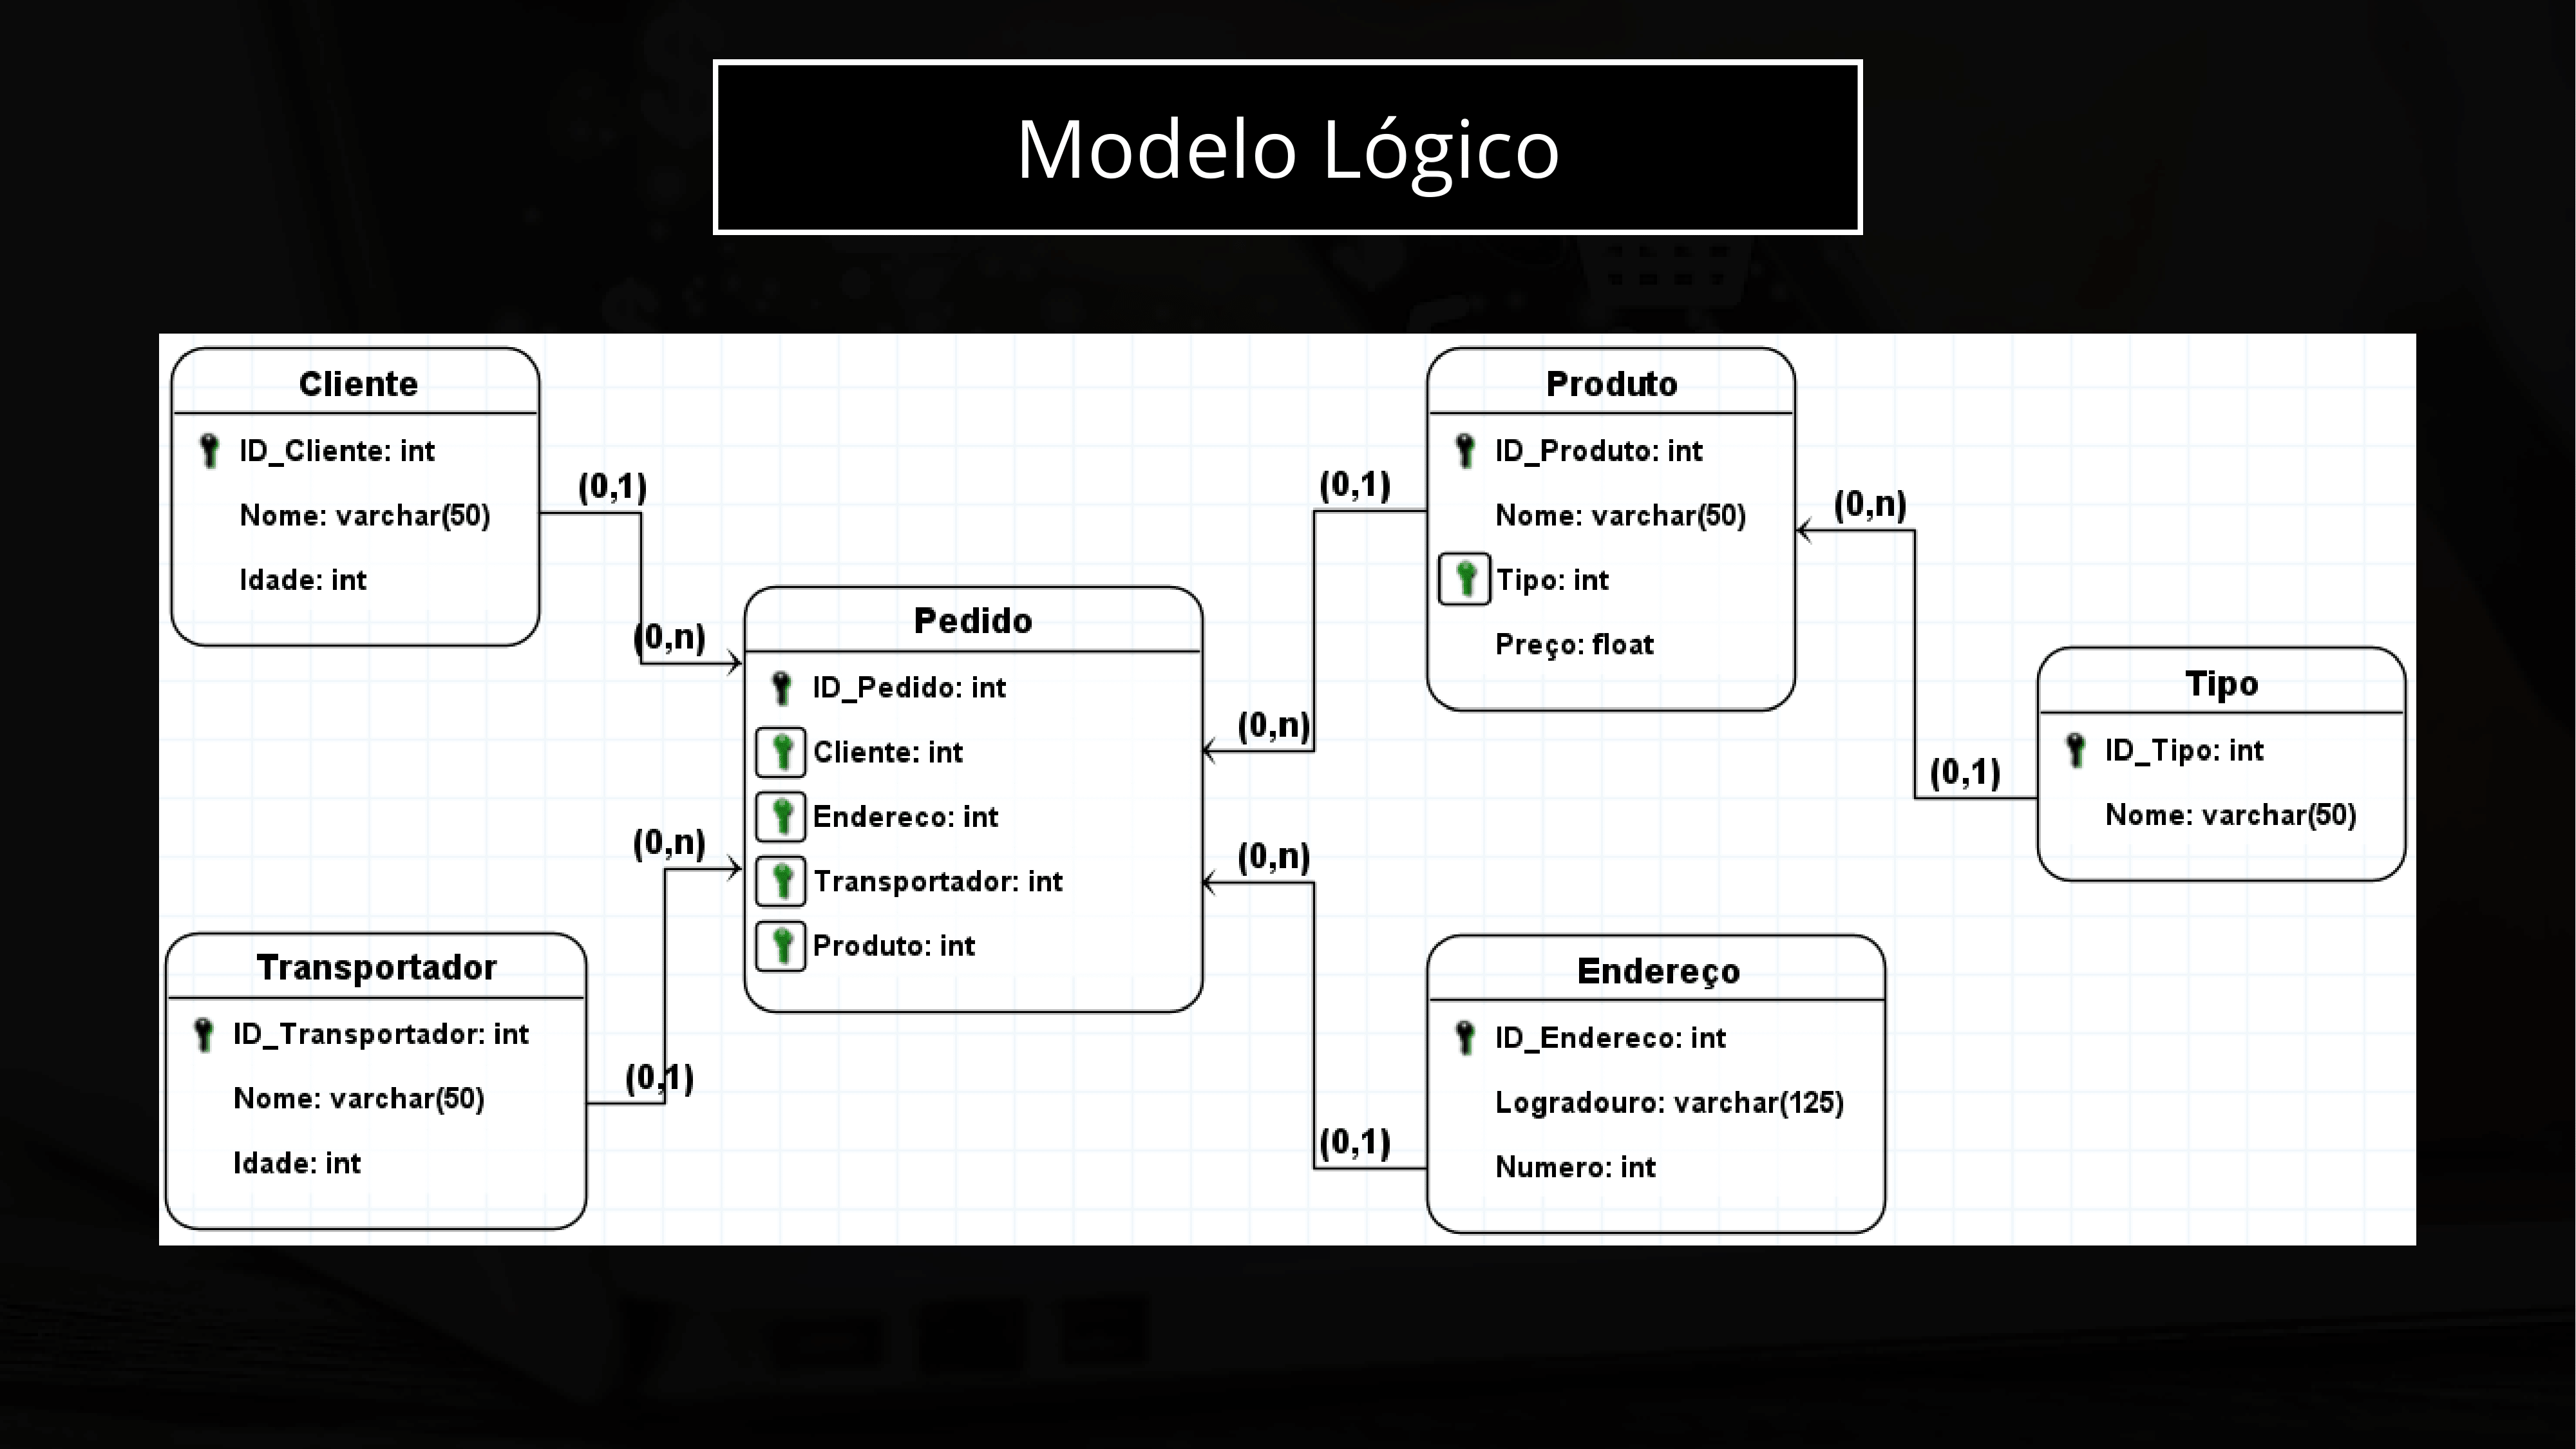 Modelo Lógico
Cliente
ID_Cliente: int
Nome: varchar(50)
Idade: int
(0,1)
(0,n)
Pedido
ID_Pedido: int
Cliente: int
Endereco: int
Transportador: int
Produto: int
(0,n)
(0,1)
Transportador
ID_Transportador: int
Nome: varchar(50)
Idade: int
Produto
ID_Produto: int
Nome: varchar(50)
Tipo: int
Preço: float
(0,1)
(0,n)
(0,n)
(0,1)
Tipo
ID_Tipo: int
Nome: varchar(50)
(0,n)
(0,1)
Endereço
ID_Endereco: int
Logradouro: varchar(125)
Numero: int